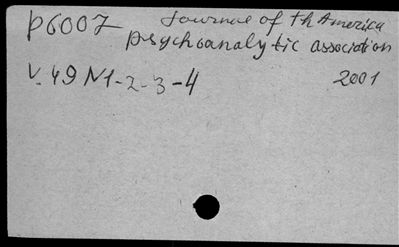 P6007 Journal of th America
psychoanalytic association
V.49 N1-2-3-4 2001